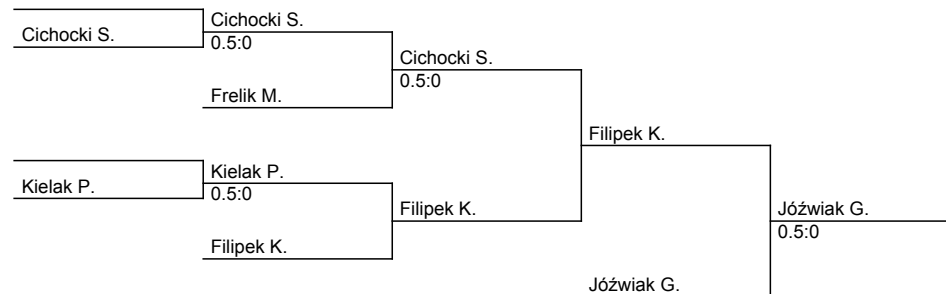 Cichocki S.
Cichocki S.
0.5:0
Cichocki S.
0.5:0
Frelik M.
Filipek K.
Kielak P.
Kielak P.
0.5:0
Filipek K.
Jóźwiak G.
0.5:0
Filipek K.
Jóźwiak G.